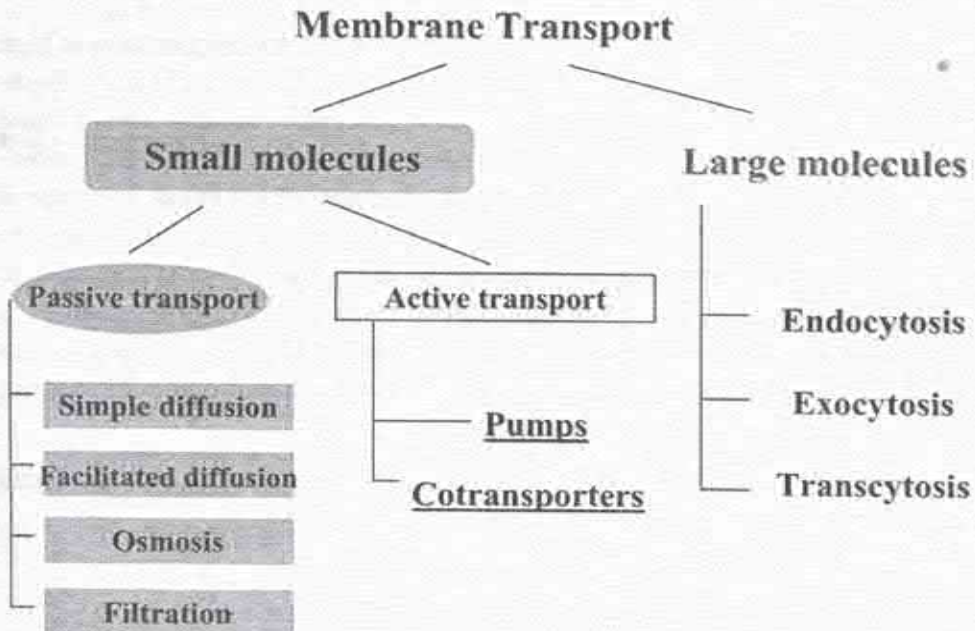 Membrane Transport
Small molecules
Large molecules
Passive transport
Active transport
Simple diffusion
Facilitated diffusion
Osmosis
Filtration
Pumps
Cotransporters
Endocytosis
Exocytosis
Transcytosis